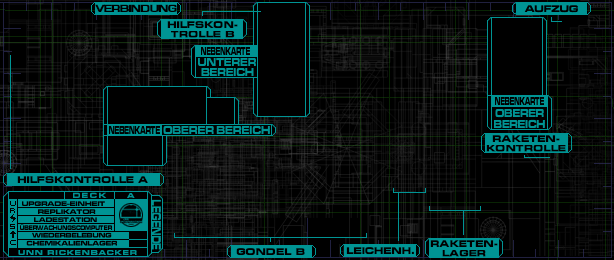 VERBINDUNG
AUFZUG
HILFSKON-
TROLLE B
NEBENKARTE
UNTERER
BEREICH
NEBENKARTE
OBERER
BEREICH
NEBENKARTE OBERER BEREICH
RAKETEN-
KONTROLLE
HILFSKONTROLLE A
DECK A
UPGRADE-EINHEIT
REPLIKATOR
LADESTATION
ÜBERWACHUNGSCOMPUTER
WIEDERBELEBUNG
CHEMIKALIENLAGER
LEGENDE
UNN RICKENBACKER
GONDEL B
LEICHENH.
RAKETEN-
LAGER